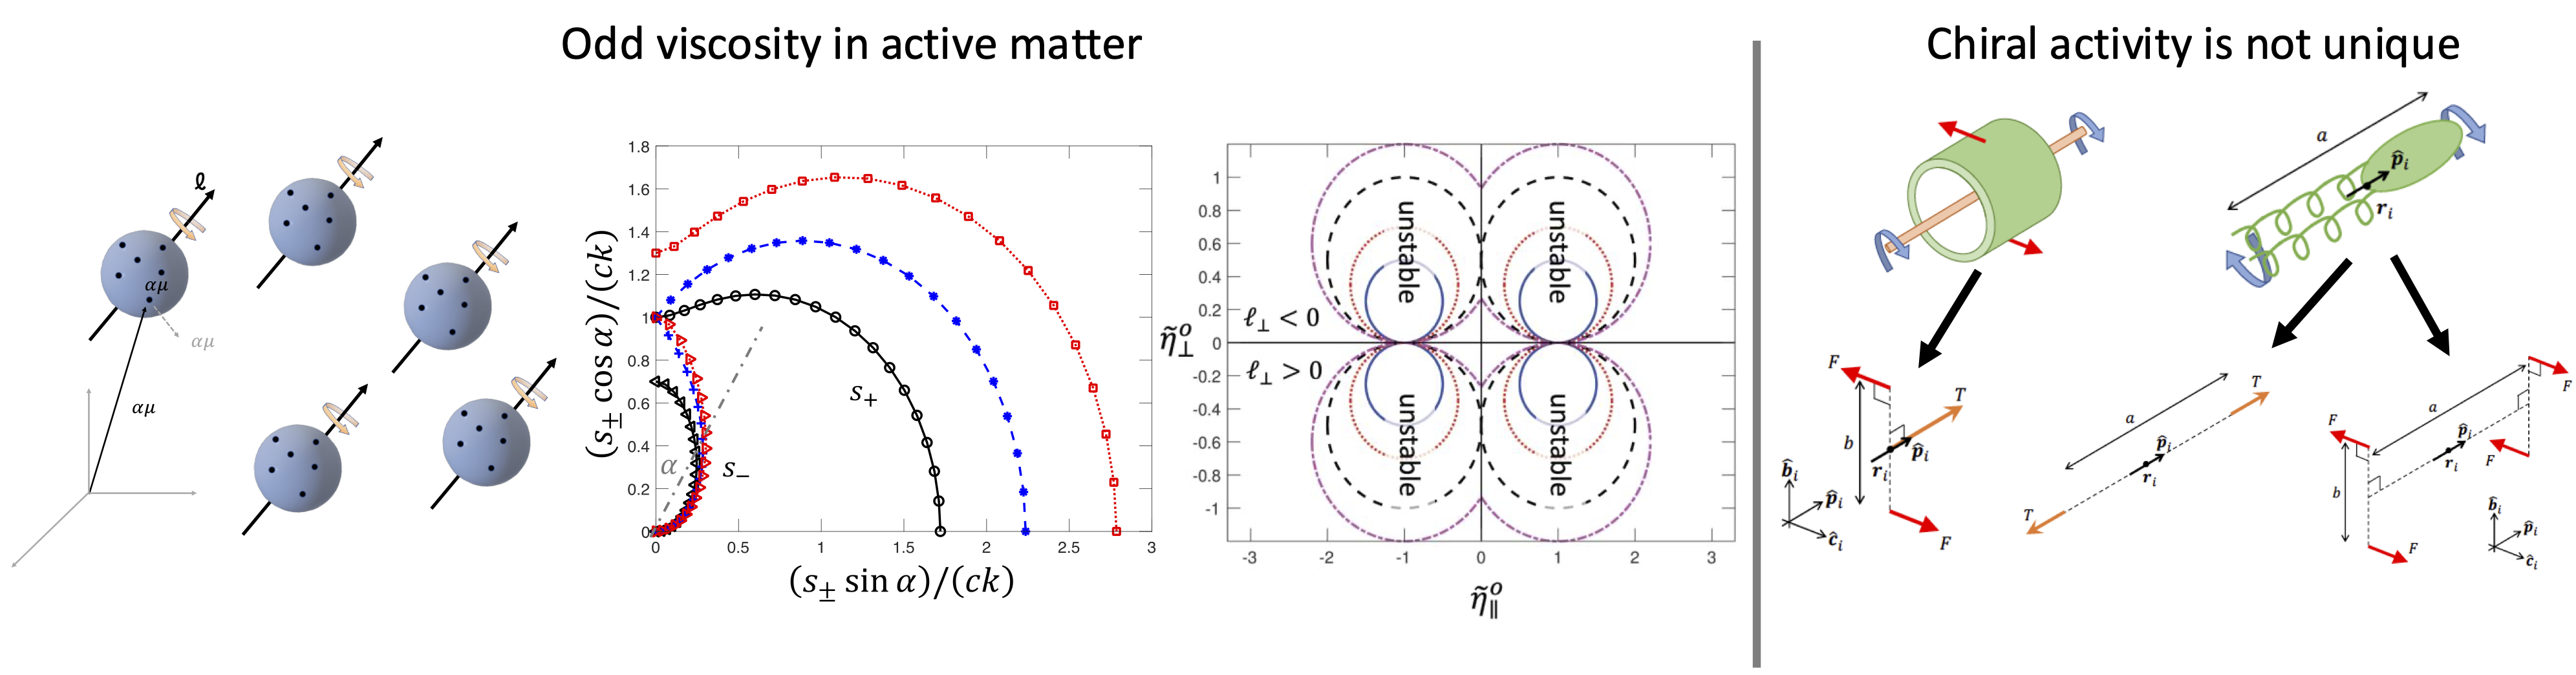 Odd viscosity in active matter
Chiral activity is not unique
ℓ
αμ
αμ
αμ
(s± cos α)/(ck)
1.8
1.6
1.4
1.2
1
0.8
0.6
0.4
0.2
0
0 0.5 1 1.5 2 2.5 3
(s± sin α)/(ck)
s₊
s₋
α
η̃ᵒ⊥
1
0.8
0.6
0.4
0.2
0
-0.2
-0.4
-0.6
-0.8
-1
-3 -2 -1 0 1 2 3
η̃ᵒ∥
ℓ⊥ < 0
ℓ⊥ > 0
unstable
unstable
unstable
unstable
a
p̂ᵢ
rᵢ
F
T
b
p̂ᵢ
rᵢ
F
b̂ᵢ
p̂ᵢ
ĉᵢ
T
a
p̂ᵢ
rᵢ
T
F
F
a
p̂ᵢ
rᵢ
F
b
F
b̂ᵢ
p̂ᵢ
ĉᵢ